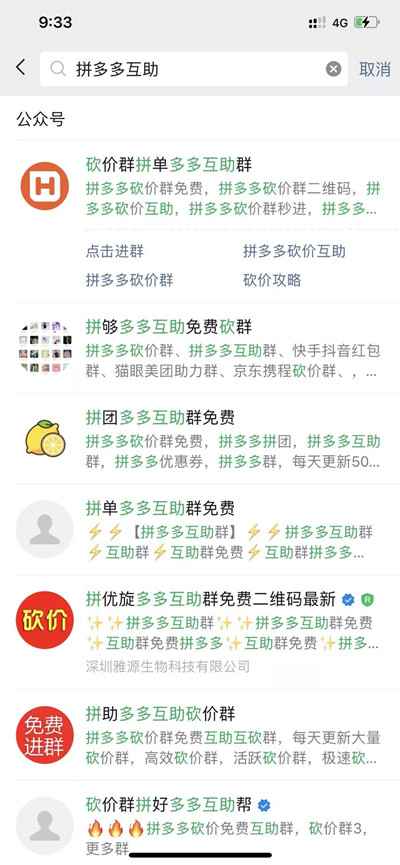 9:33
4G
拼多多互助
取消
公众号
砍价群拼单多多互助群
拼多多砍价群免费，拼多多砍价群二维码，拼
多多砍价互助，拼多多砍价群秒进，拼多多...
点击进群
拼多多砍价互助
拼多多砍价群
砍价攻略
拼够多多互助免费砍群
拼多多砍价群、拼多多互助群、快手抖音红包
群、猫眼美团助力群、京东携程砍价群、，...
拼团多多互助群免费
拼多多砍价群免费，拼多多拼团，拼多多互助
群，拼多多优惠券，拼多多群，每天更新50...
拼单多多互助群免费
⚡⚡【拼多多互助群】⚡⚡拼多多互助群
⚡互助群⚡互助群免费⚡互助群拼多多...
砍价
拼优旋多多互助群免费二维码最新
✨✨拼多多互助群✨✨拼多多互助群免费
✨互助群免费拼多多✨互助群免费✨拼多...
深圳雅源生物科技有限公司
免费
进群
拼助多多互助砍价群
拼多多砍价群免费互助互砍群，每天更新大量
砍价群，高效砍价群，活跃砍价群，极速砍...
砍价群拼好多多互助帮
🔥🔥🔥拼多多砍价免费互助群，砍价群3，
更多群